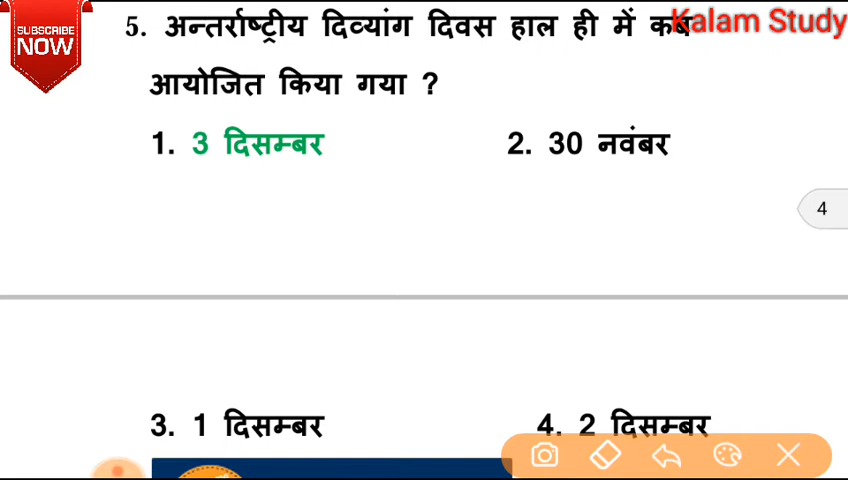 SUBSCRIBE
NOW
Kalam Study
5. अन्तर्राष्ट्रीय दिव्यांग दिवस हाल ही में कब
आयोजित किया गया ?
1. 3 दिसम्बर 2. 30 नवंबर
4
3. 1 दिसम्बर 4. 2 दिसम्बर